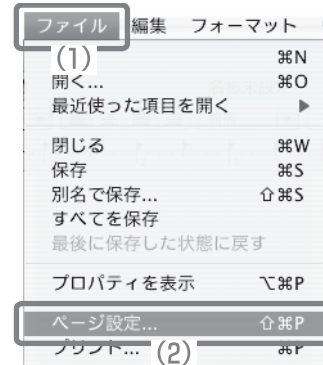 ファイル 編集 フォーマット
(1)
⌘N
開く... ⌘O
最近使った項目を開く ▶
閉じる ⌘W
保存 ⌘S
別名で保存... ⇧⌘S
すべてを保存
最後に保存した状態に戻す
プロパティを表示 ⌥⌘P
ページ設定... ⇧⌘P
プリント... ⌘P
(2)